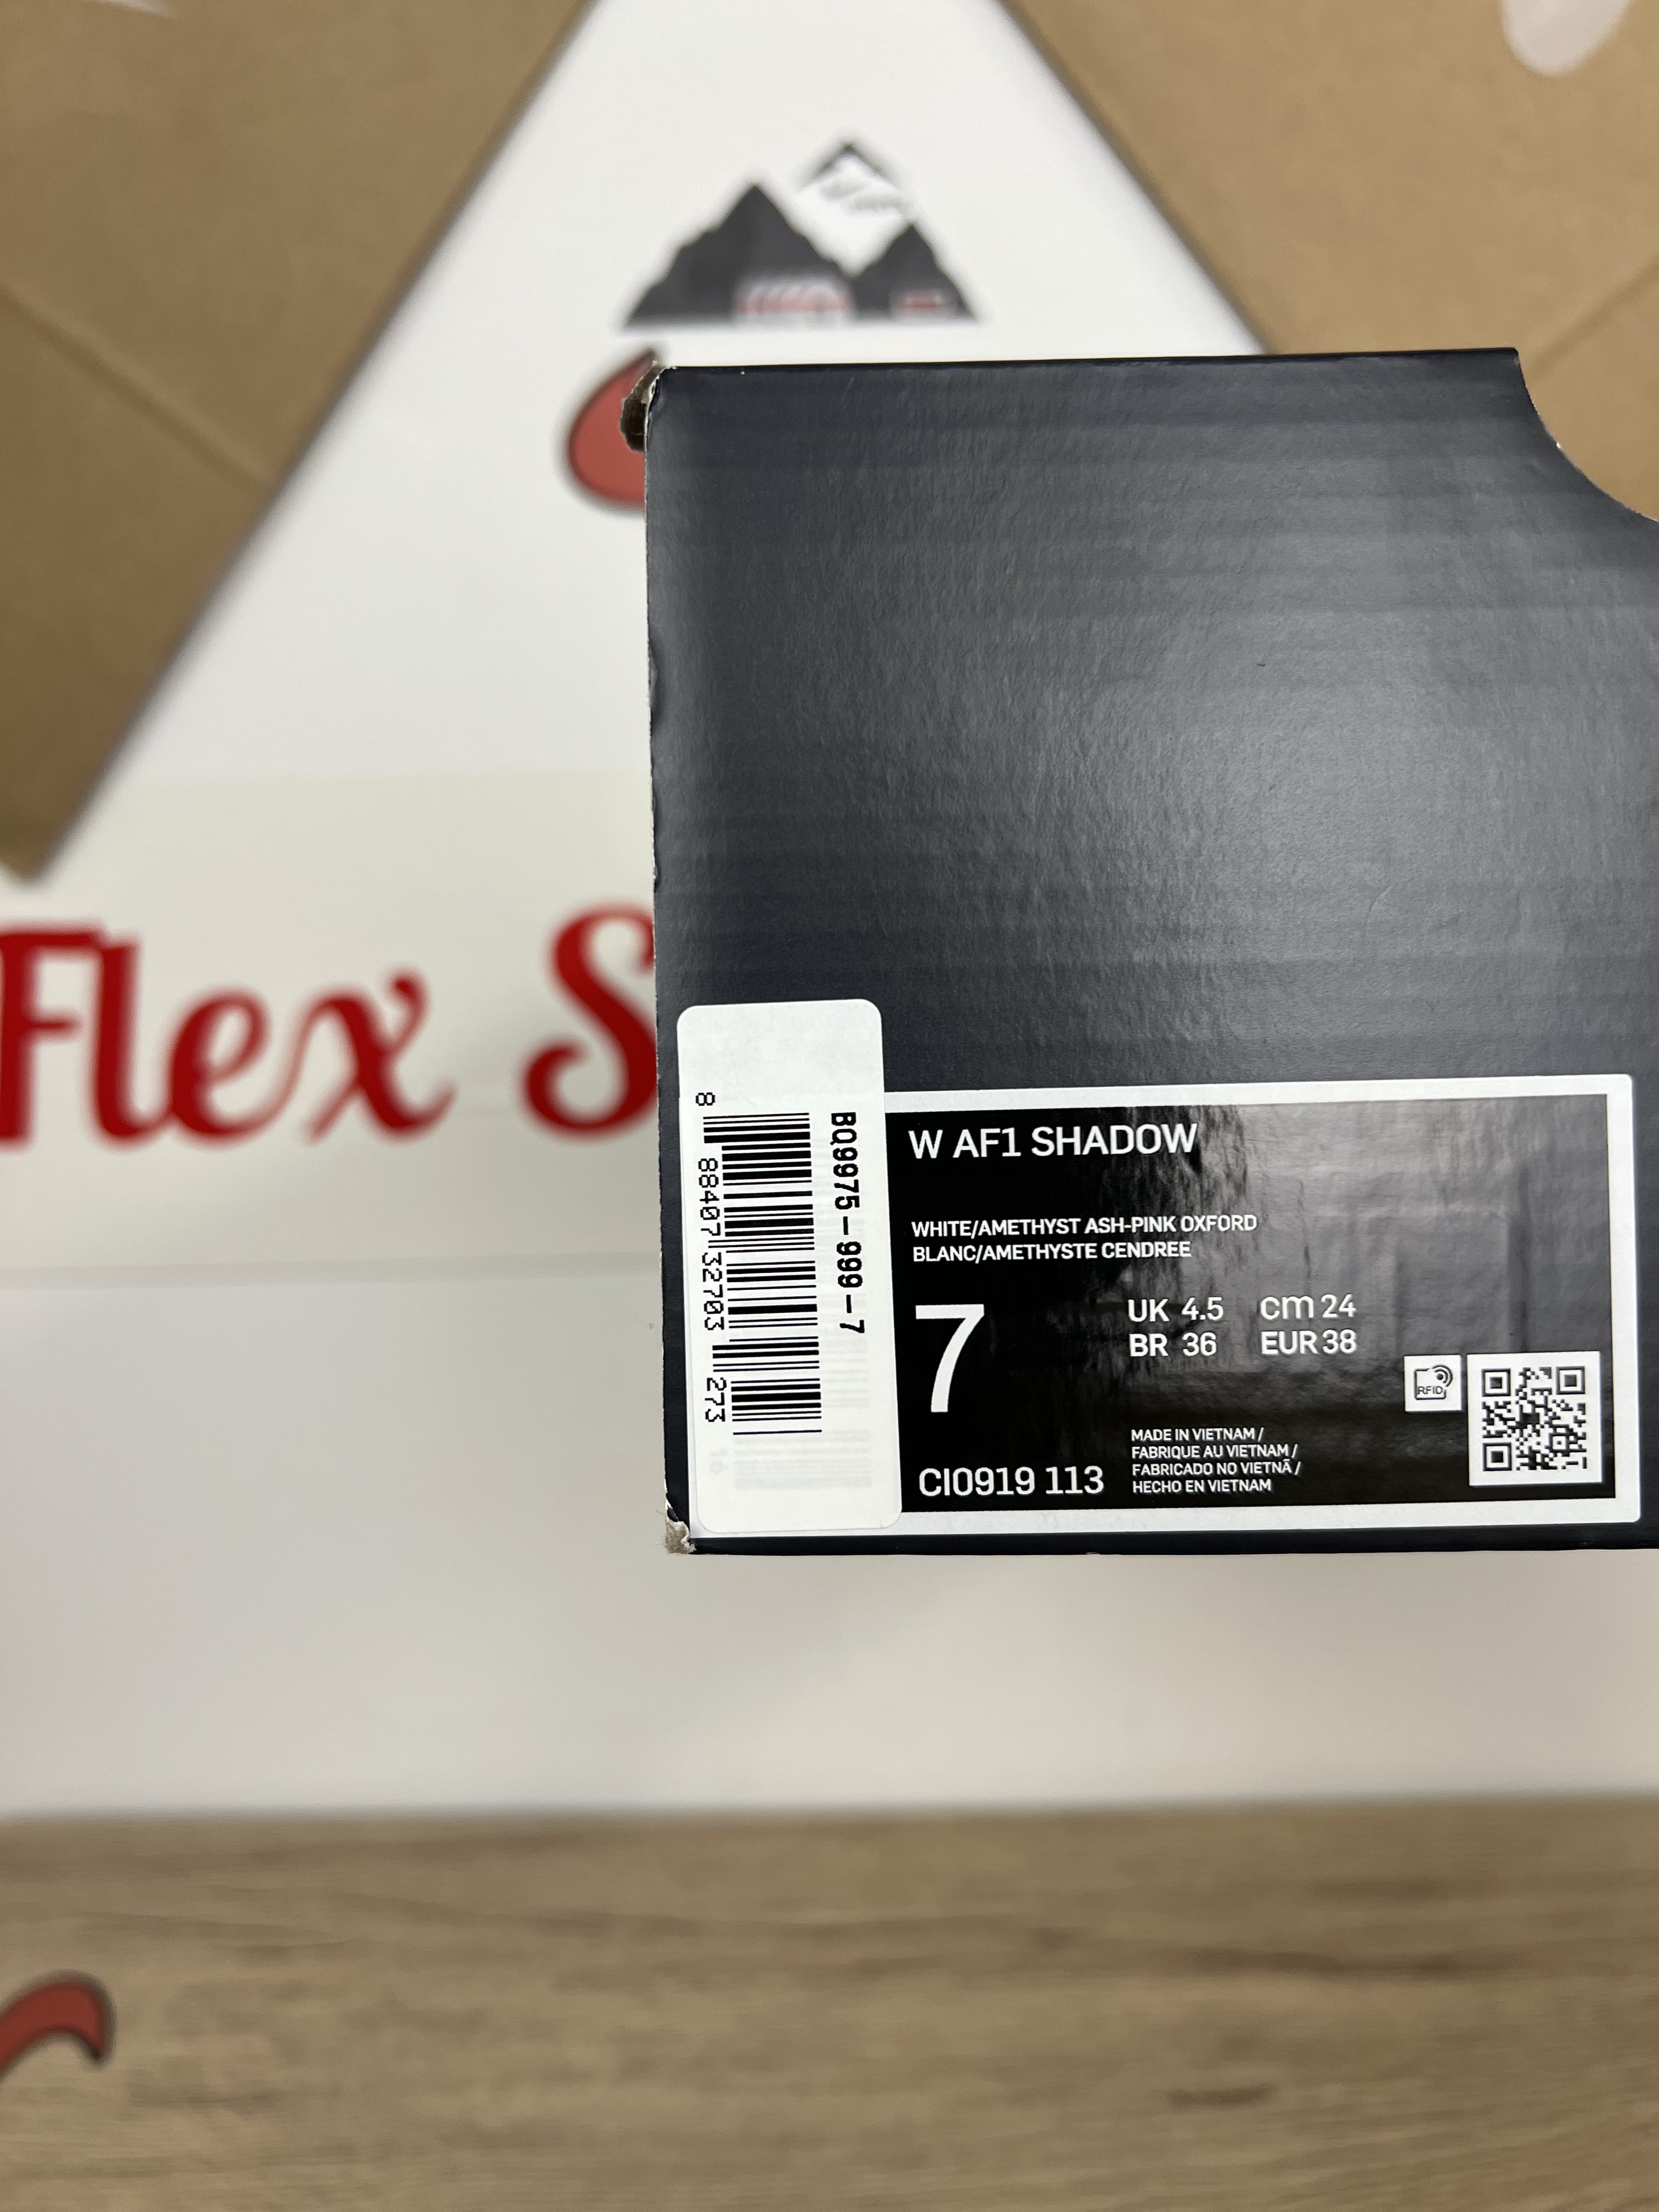 Flex S
BQ9975-999-7
8 88407 32703 273
W AF1 SHADOW
WHITE/AMETHYST ASH-PINK OXFORD
BLANC/AMETHYSTE CENDREE
7
UK 4.5 cm 24
BR 36 EUR 38
RFID
MADE IN VIETNAM /
FABRIQUE AU VIETNAM /
FABRICADO NO VIETNÃ /
HECHO EN VIETNAM
CI0919 113